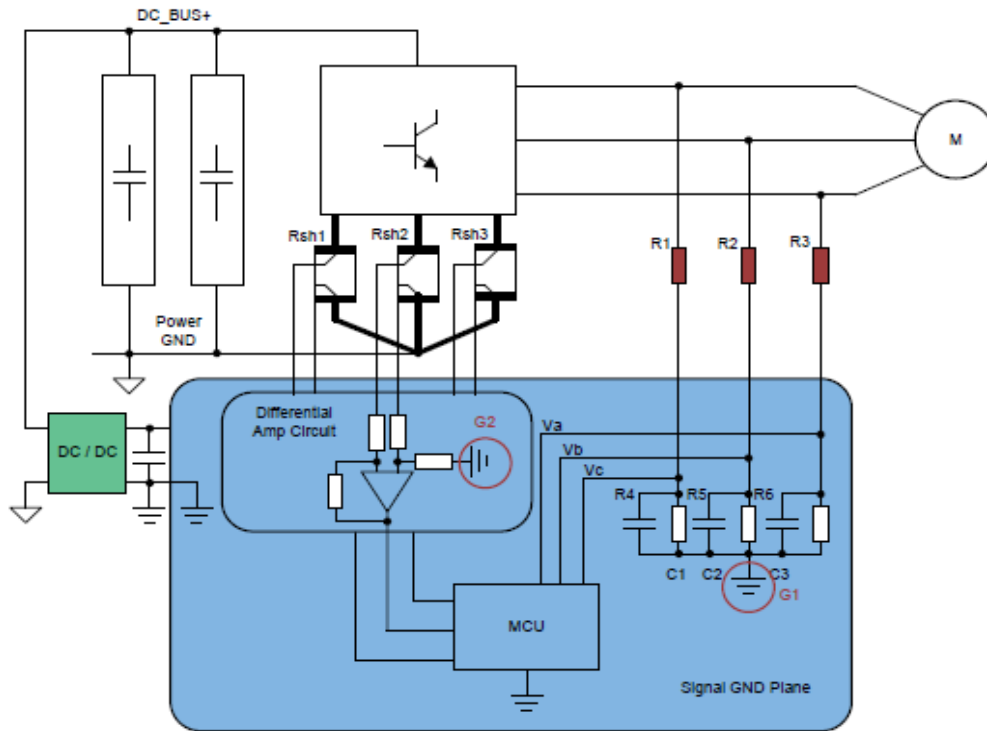 DC_BUS+
M
Rsh1
Rsh2
Rsh3
R1
R2
R3
Power
GND
Differential
Amp Circuit
G2
DC / DC
Va
Vb
Vc
R4
R5
R6
C1
C2
C3
G1
MCU
Signal GND Plane